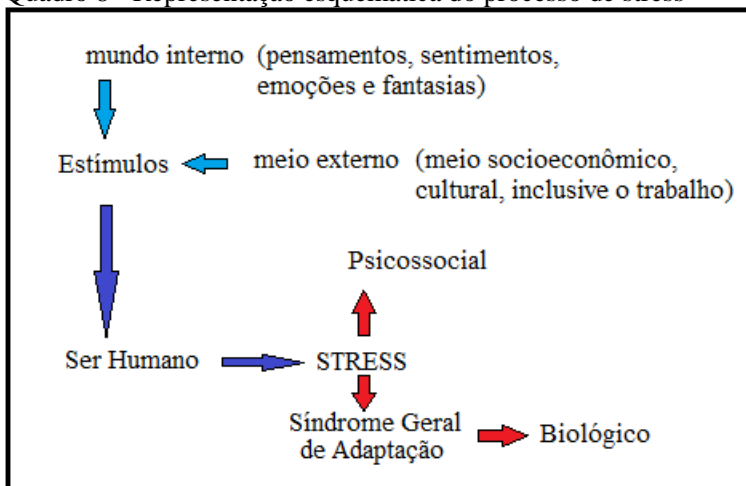 Quadro 6 - Representação esquemática do processo de stress
mundo interno (pensamentos, sentimentos,
emoções e fantasias)
Estímulos
meio externo (meio socioeconômico,
cultural, inclusive o trabalho)
Psicossocial
Ser Humano
STRESS
Síndrome Geral
de Adaptação
Biológico